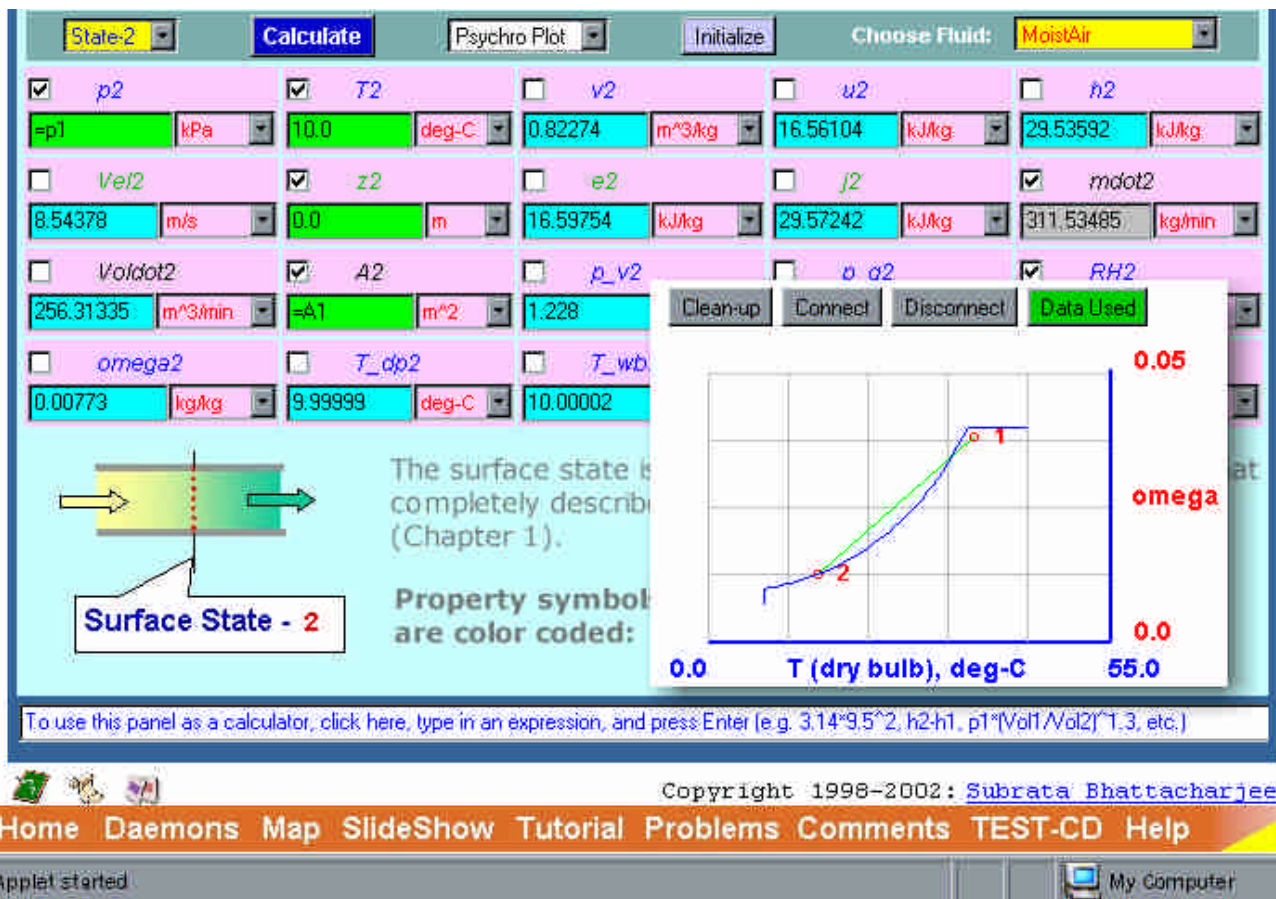 State-2 Calculate Psychro Plot Initialize Choose Fluid: MoistAir
p2 T2 v2 u2 h2
=p1 kPa 10.0 deg-C 0.82274 m^3/kg 16.56104 kJ/kg 29.53592 kJ/kg
Vel2 z2 e2 j2 mdot2
8.54378 m/s 0.0 m 16.59754 kJ/kg 29.57242 kJ/kg 311.53485 kg/min
Voldot2 A2 p_v2 p_a2 RH2
256.31335 m^3/min =A1 m^2 1.228
omega2 T_dp2 T_wb
0.00773 kg/kg 9.99999 deg-C 10.00002
Clean-up Connect Disconnect Data Used
0.05
1
omega
2
0.0
0.0 T (dry bulb), deg-C 55.0
The surface state is at
completely describ
(Chapter 1).
Property symbol
are color coded:
Surface State - 2
To use this panel as a calculator, click here, type in an expression, and press Enter (e.g. 3.14*9.5^2, h2-h1, p1*(Vol1/Vol2)^1.3, etc.)
Copyright 1998-2002: Subrata Bhattacharjee
Home Daemons Map SlideShow Tutorial Problems Comments TEST-CD Help
Applet started My Computer